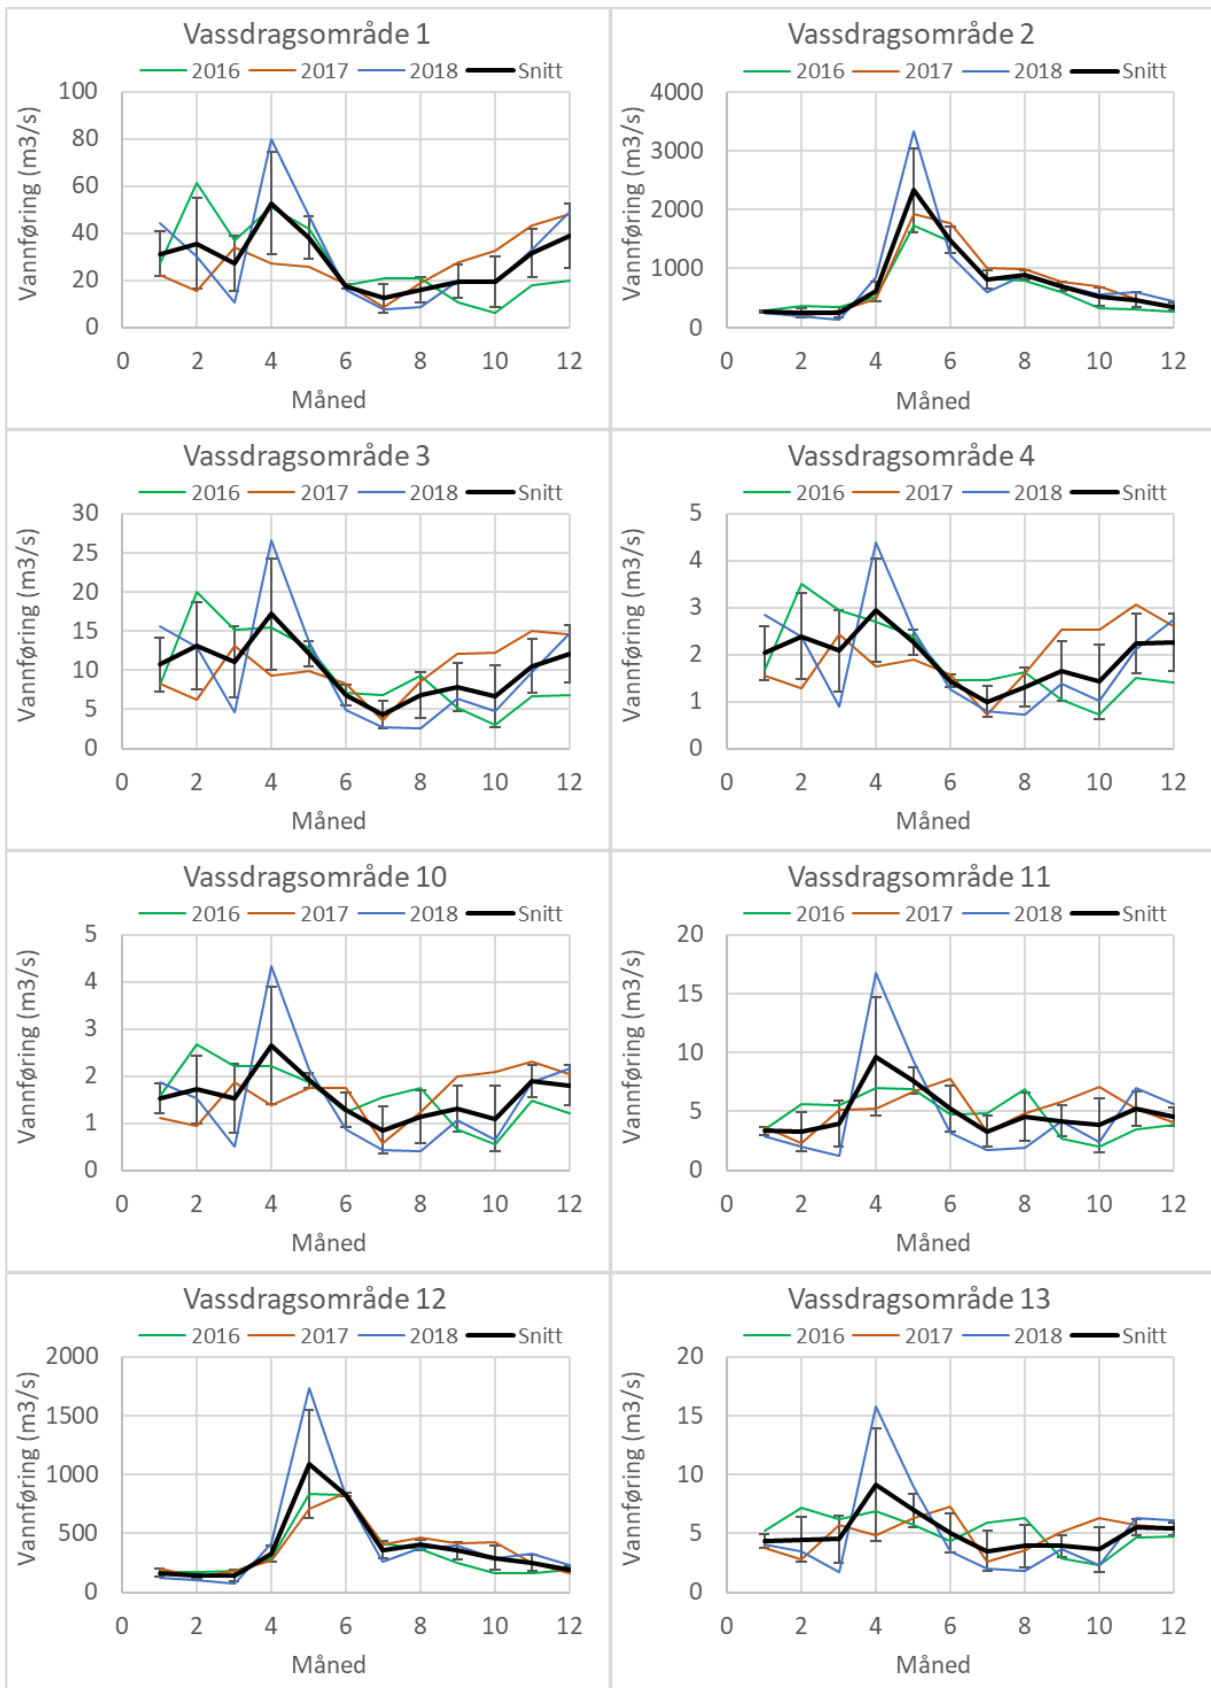 Vassdragsområde 1
2016 2017 2018 Snitt
Vannføring (m3/s)
100
80
60
40
20
0
0 2 4 6 8 10 12
Måned
Vassdragsområde 2
2016 2017 2018 Snitt
Vannføring (m3/s)
4000
3000
2000
1000
0
0 2 4 6 8 10 12
Måned
Vassdragsområde 3
2016 2017 2018 Snitt
Vannføring (m3/s)
30
25
20
15
10
5
0
0 2 4 6 8 10 12
Måned
Vassdragsområde 4
2016 2017 2018 Snitt
Vannføring (m3/s)
5
4
3
2
1
0
0 2 4 6 8 10 12
Måned
Vassdragsområde 10
2016 2017 2018 Snitt
Vannføring (m3/s)
5
4
3
2
1
0
0 2 4 6 8 10 12
Måned
Vassdragsområde 11
2016 2017 2018 Snitt
Vannføring (m3/s)
20
15
10
5
0
0 2 4 6 8 10 12
Måned
Vassdragsområde 12
2016 2017 2018 Snitt
Vannføring (m3/s)
2000
1500
1000
500
0
0 2 4 6 8 10 12
Måned
Vassdragsområde 13
2016 2017 2018 Snitt
Vannføring (m3/s)
20
15
10
5
0
0 2 4 6 8 10 12
Måned